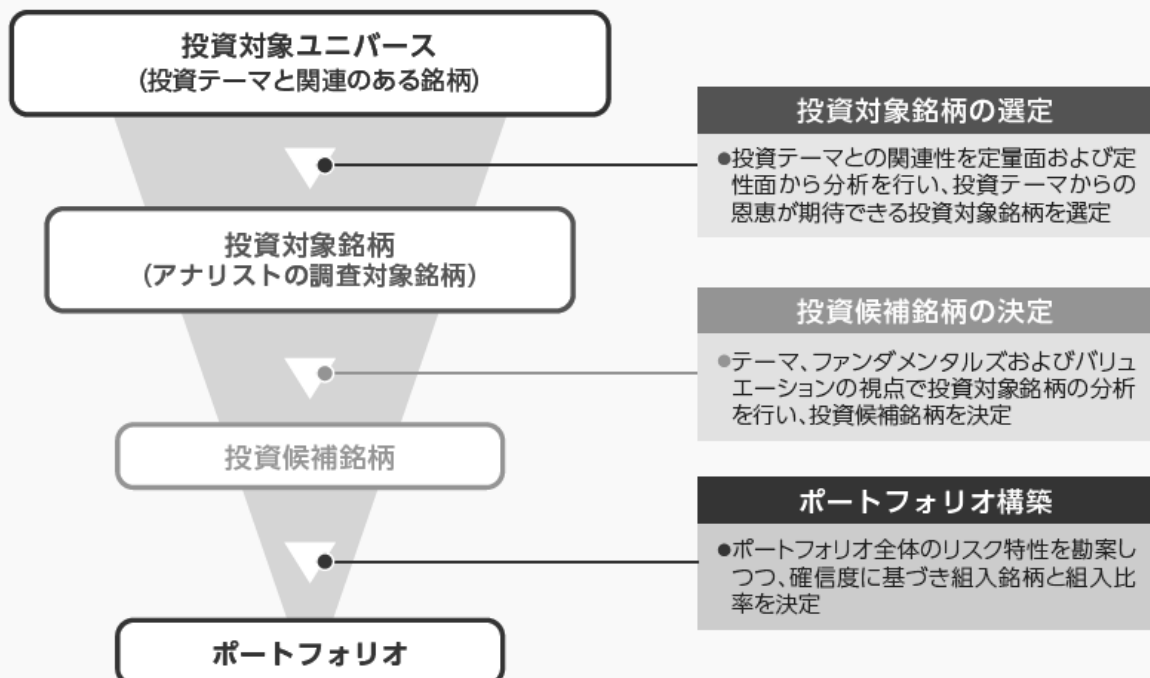 投資対象ユニバース
(投資テーマと関連のある銘柄)
投資対象銘柄の選定
●投資テーマとの関連性を定量面および定
性面から分析を行い、投資テーマからの
恩恵が期待できる投資対象銘柄を選定
投資対象銘柄
(アナリストの調査対象銘柄)
投資候補銘柄の決定
●テーマ、ファンダメンタルズおよびバリュ
エーションの視点で投資対象銘柄の分析
を行い、投資候補銘柄を決定
投資候補銘柄
ポートフォリオ構築
●ポートフォリオ全体のリスク特性を勘案し
つつ、確信度に基づき組入銘柄と組入比
率を決定
ポートフォリオ